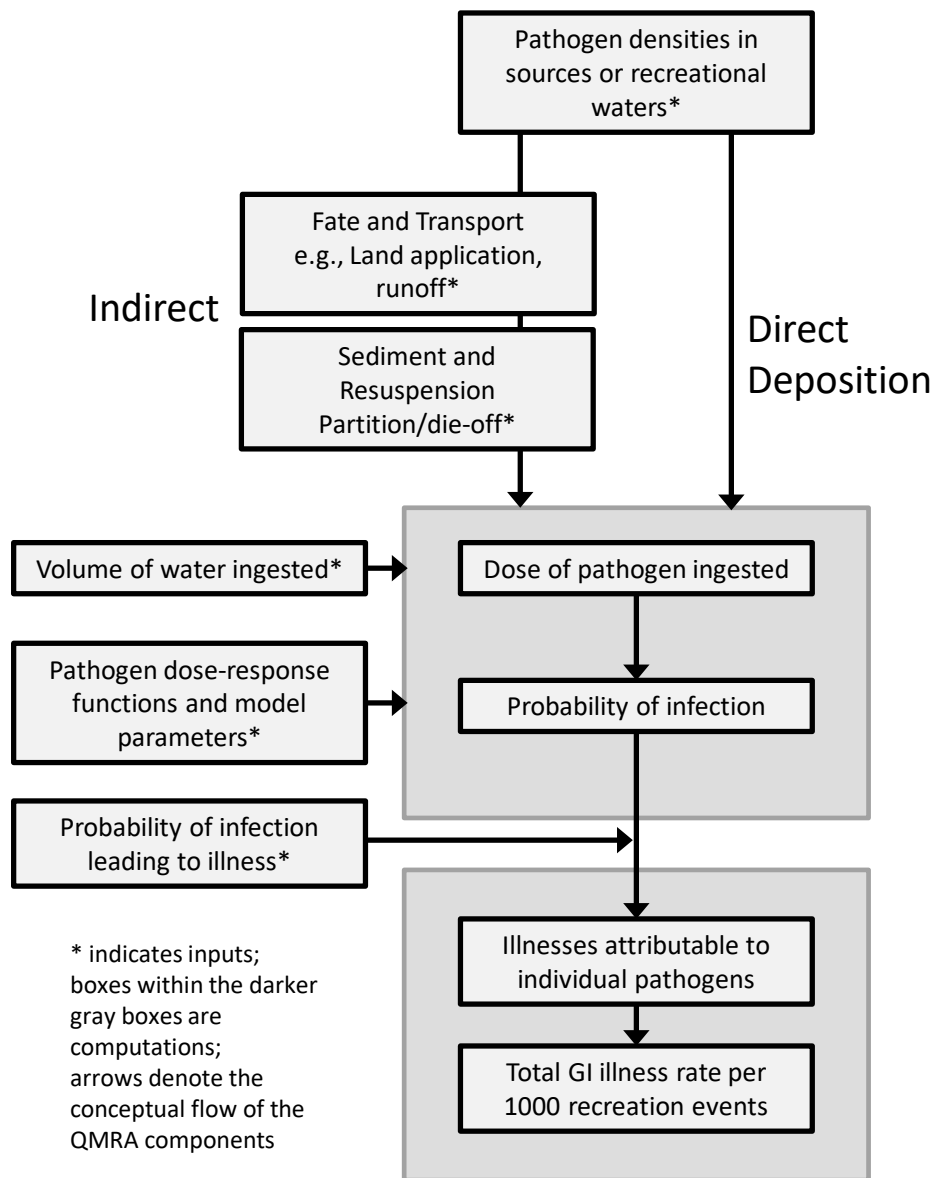 Pathogen densities in
sources or recreational
waters*
Fate and Transport
e.g., Land application,
runoff*
Indirect
Sediment and
Resuspension
Partition/die-off*
Direct
Deposition
Volume of water ingested*
Dose of pathogen ingested
Pathogen dose-response
functions and model
parameters*
Probability of infection
Probability of infection
leading to illness*
Illnesses attributable to
individual pathogens
Total GI illness rate per
1000 recreation events
* indicates inputs;
boxes within the darker
gray boxes are
computations;
arrows denote the
conceptual flow of the
QMRA components